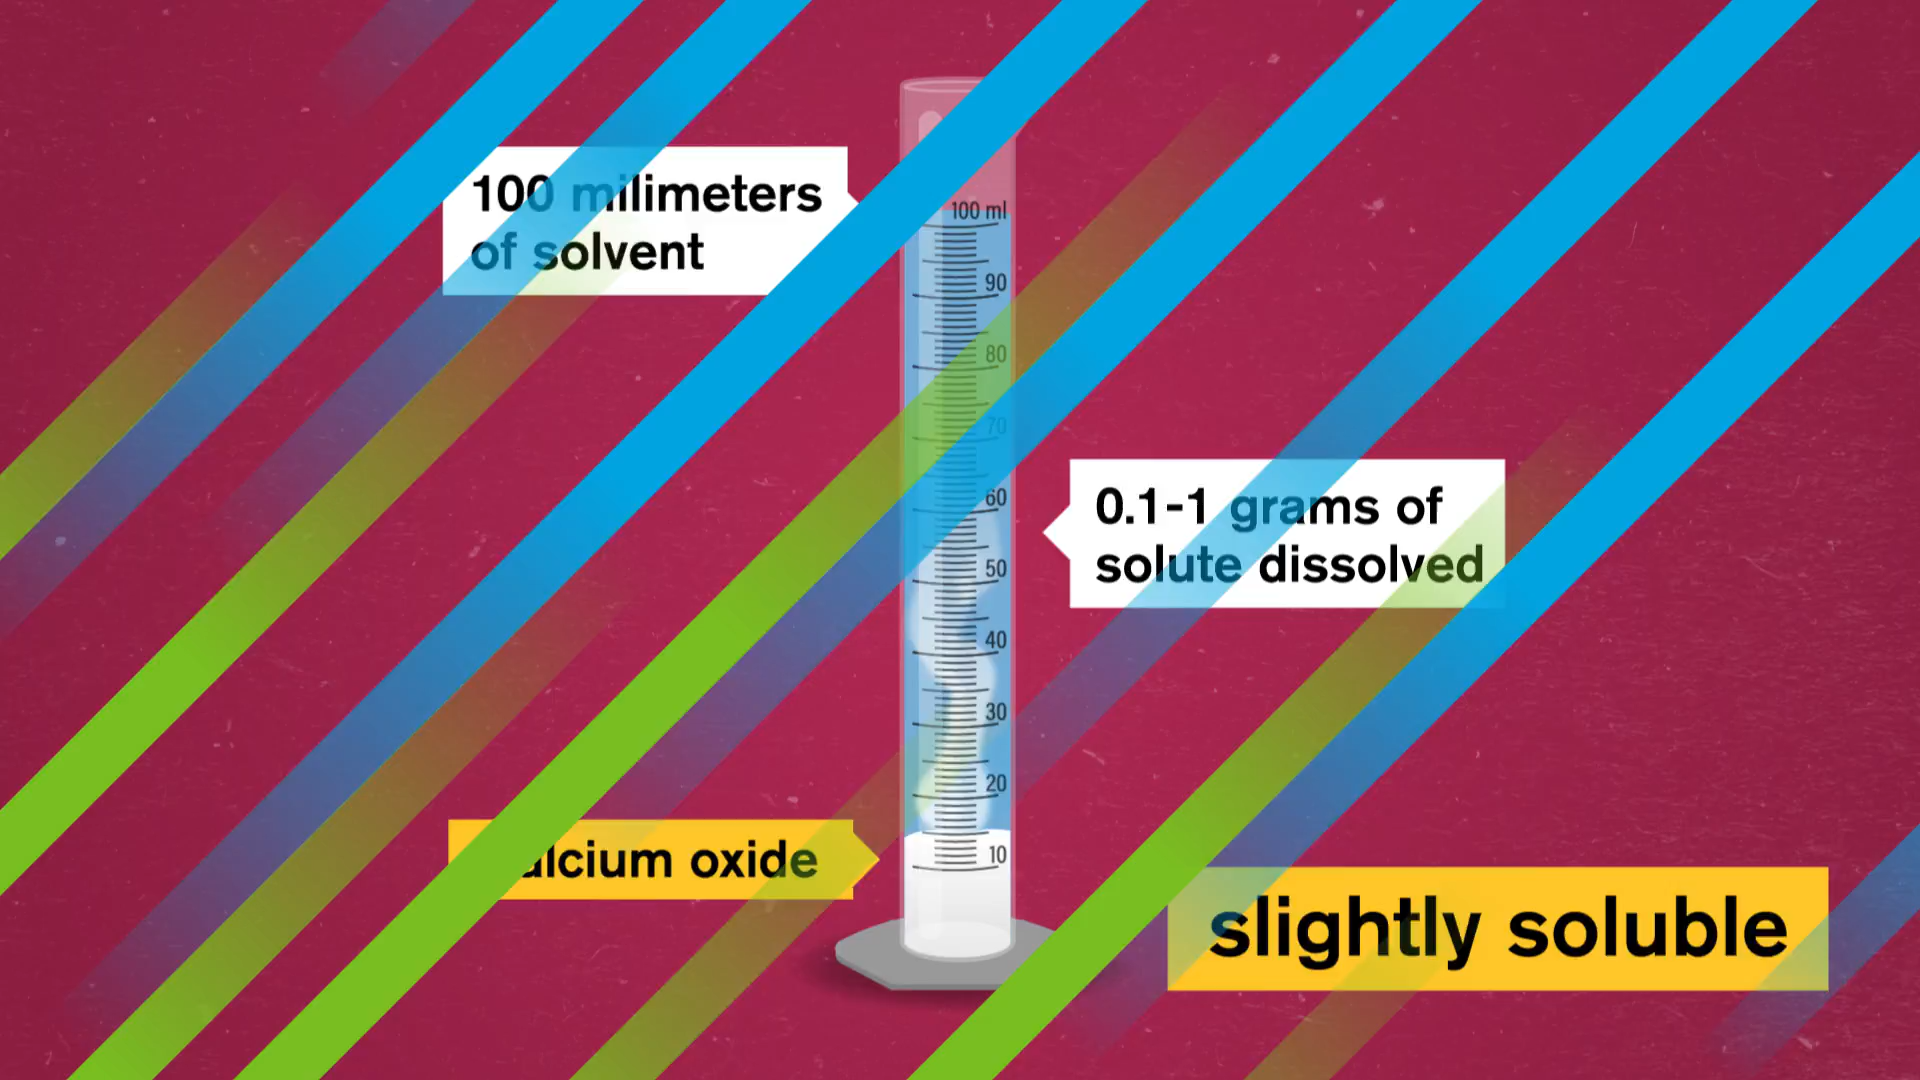 100 milimeters
of solvent
100 ml
90
80
70
60
50
40
30
20
10
0.1-1 grams of
solute dissolved
alcium oxide
slightly soluble